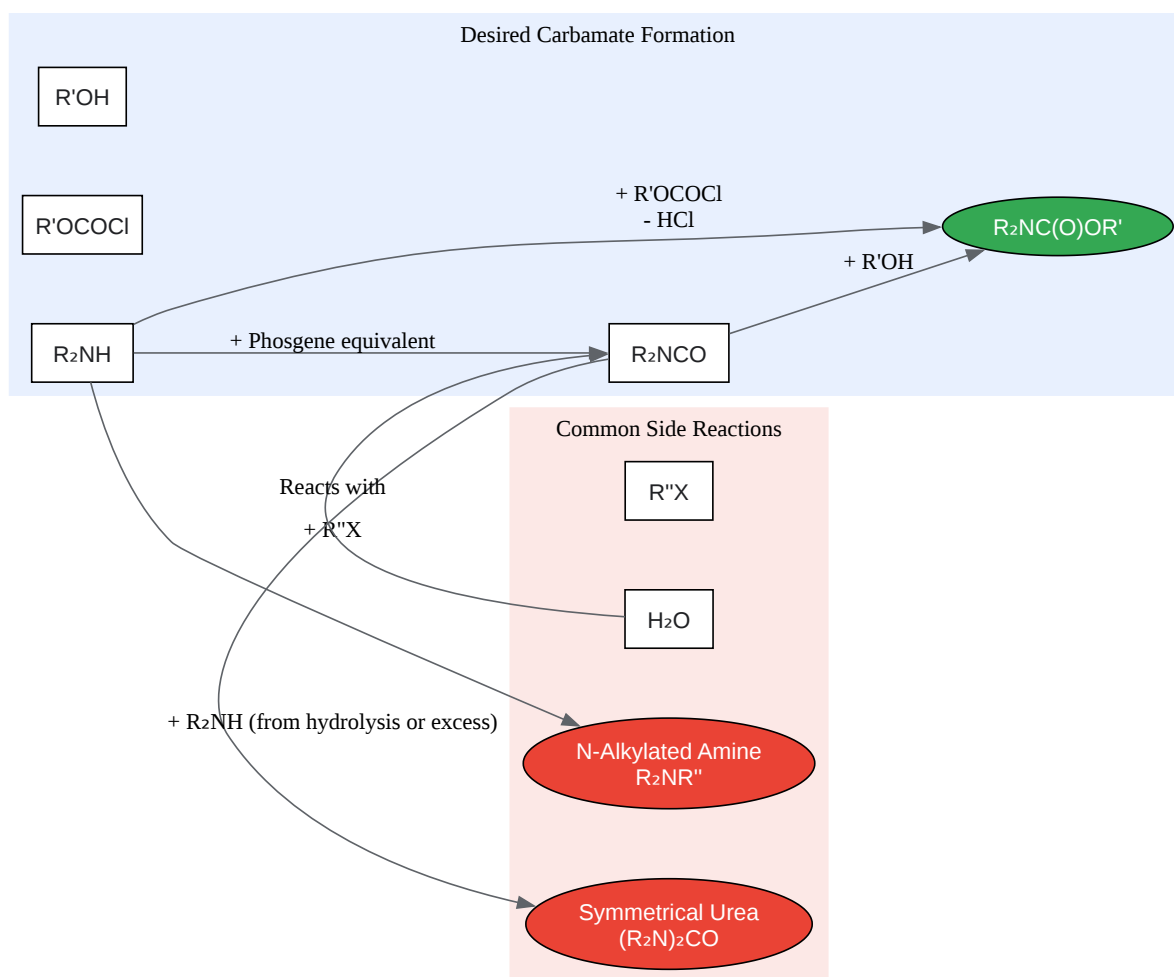 Desired Carbamate Formation
R'OH
R'OCOCl
+ R'OCOCl
- HCl
R₂NC(O)OR'
+ R'OH
R₂NH
+ Phosgene equivalent
R₂NCO
Common Side Reactions
R"X
Reacts with
+ R"X
H₂O
+ R₂NH (from hydrolysis or excess)
N-Alkylated Amine
R₂NR"
Symmetrical Urea
(R₂N)₂CO